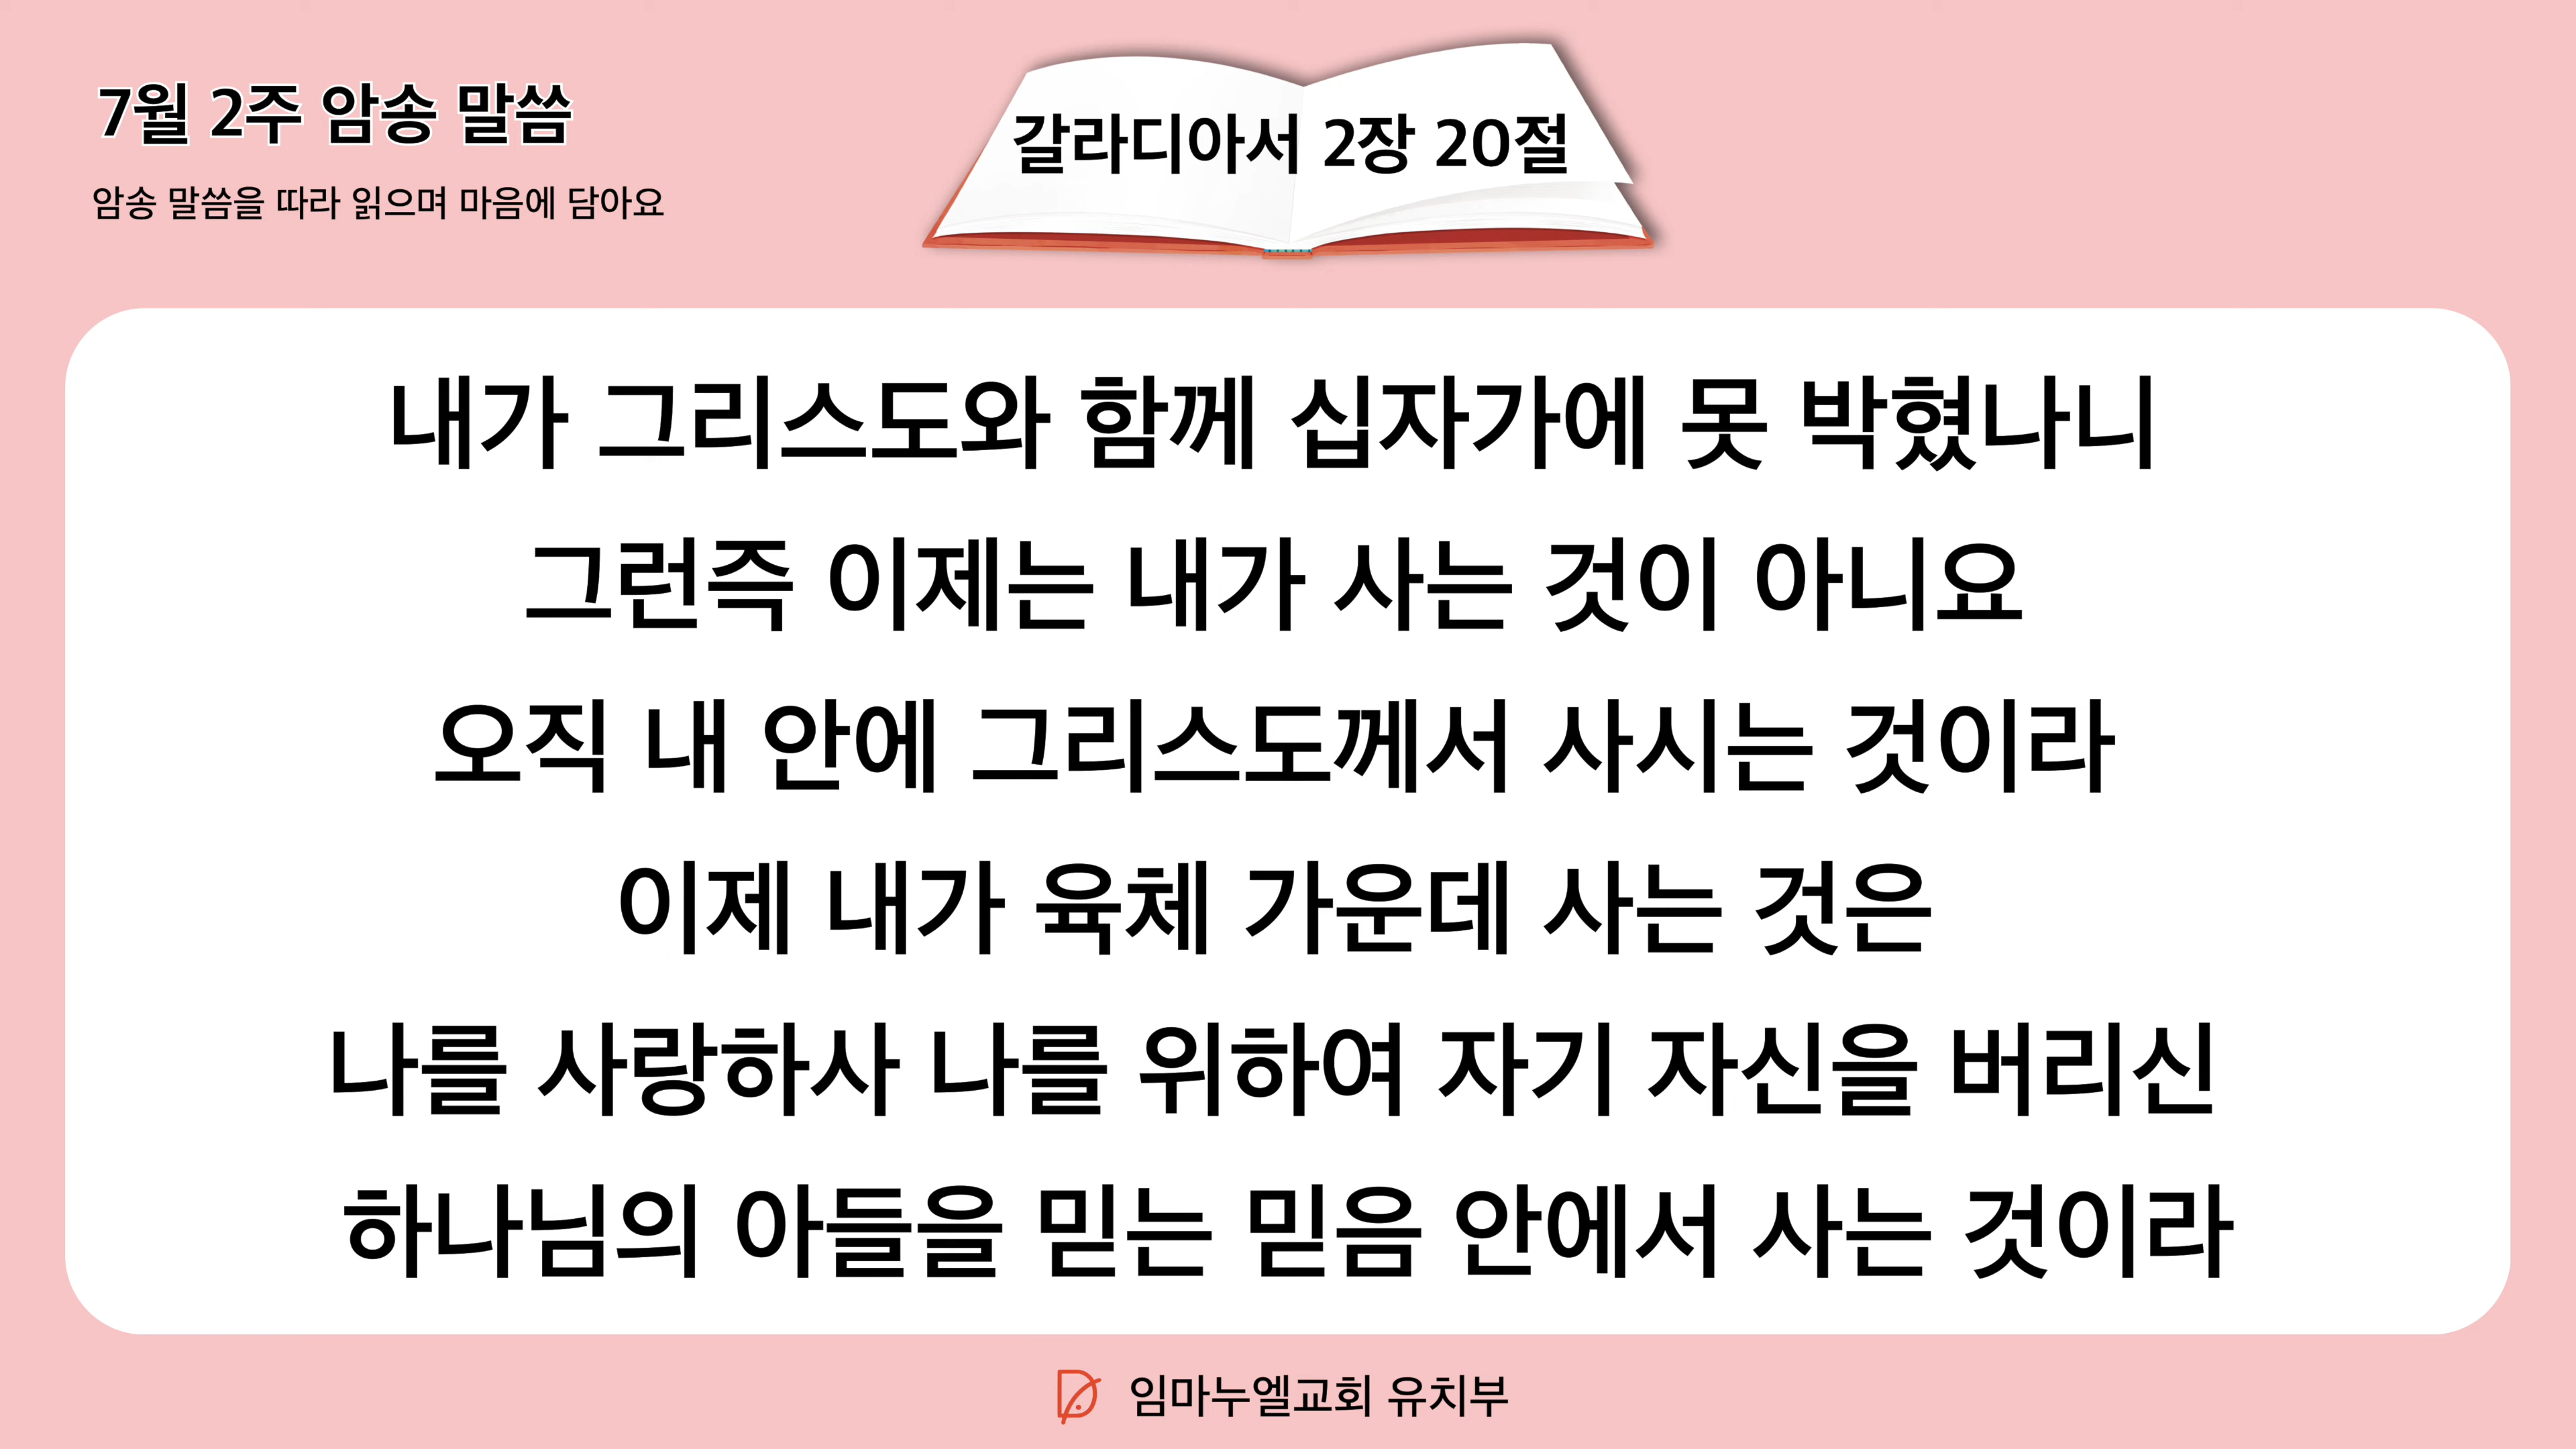 7월 2주 암송 말씀
암송 말씀을 따라 읽으며 마음에 담아요
갈라디아서 2장 20절
내가 그리스도와 함께 십자가에 못 박혔나니
그런즉 이제는 내가 사는 것이 아니요
오직 내 안에 그리스도께서 사시는 것이라
이제 내가 육체 가운데 사는 것은
나를 사랑하사 나를 위하여 자기 자신을 버리신
하나님의 아들을 믿는 믿음 안에서 사는 것이라
임마누엘교회 유치부